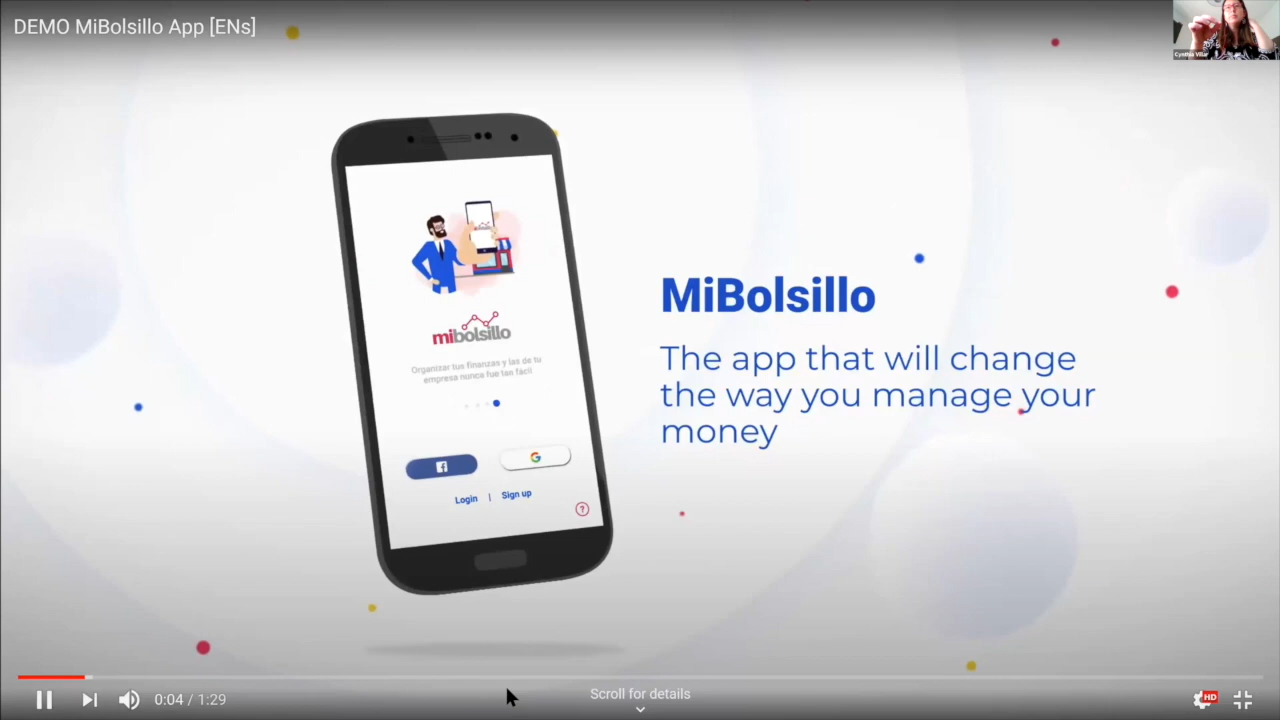 DEMO MiBolsillo App [ENs]
Cynthia Villar
mibolsillo
Organizar tus finanzas y las de tu
empresa nunca fue tan fácil
Login | Sign up
?
MiBolsillo
The app that will change
the way you manage your
money
0:04 / 1:29
Scroll for details
HD